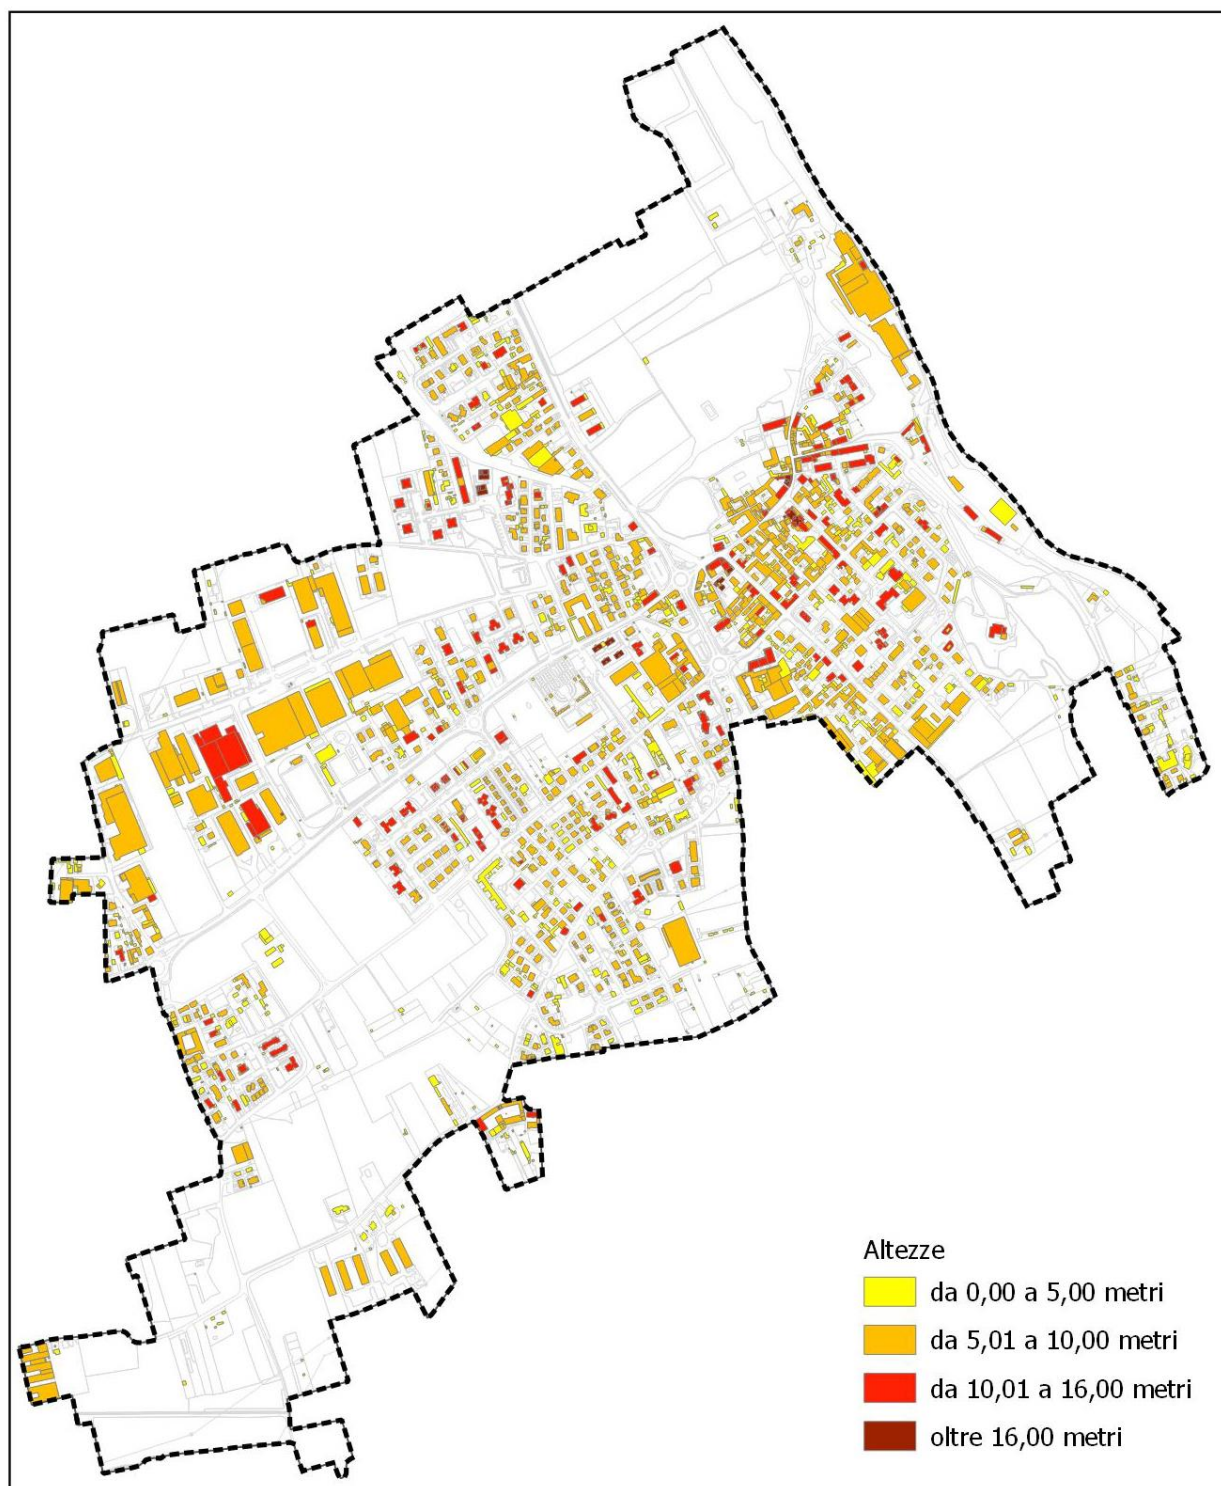 Altezze
da 0,00 a 5,00 metri
da 5,01 a 10,00 metri
da 10,01 a 16,00 metri
oltre 16,00 metri